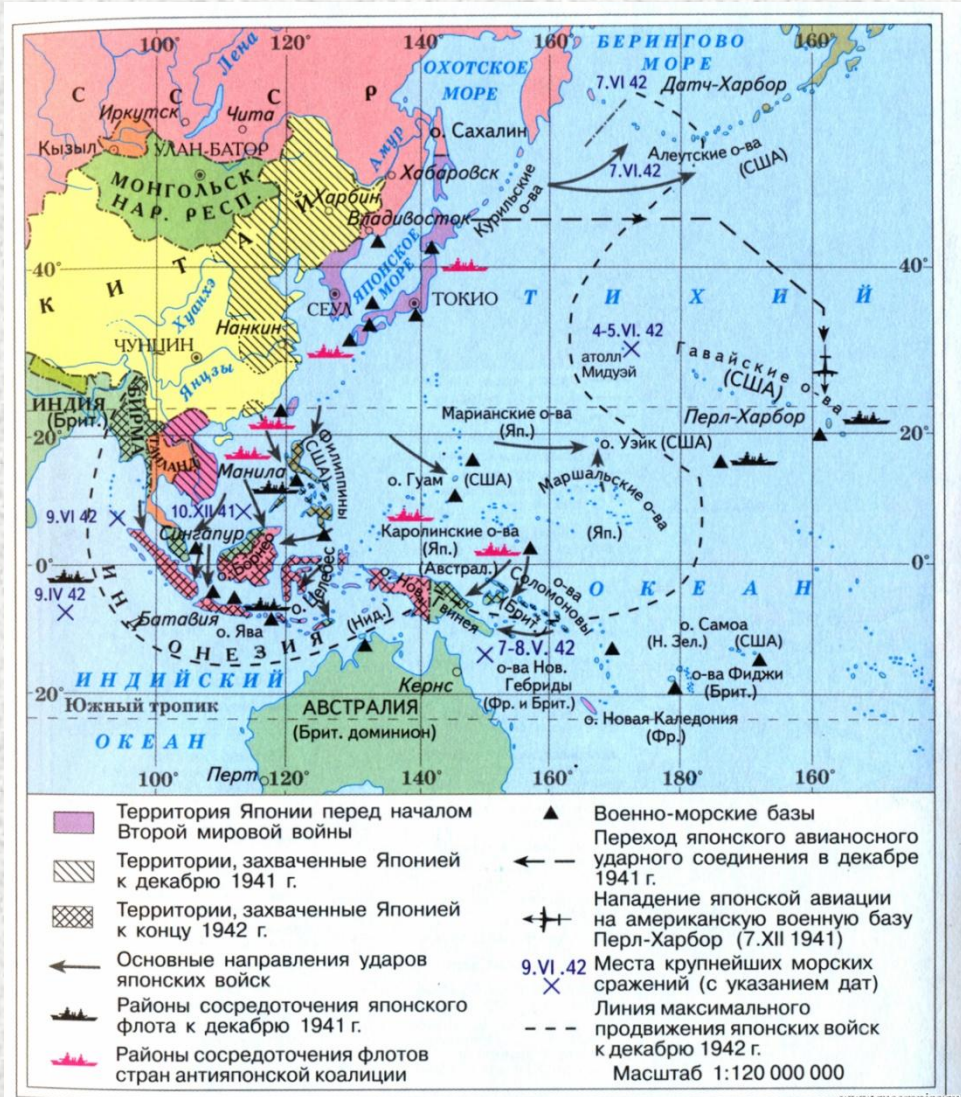 100°
120°
140°
160°
180°
160°
БЕРИНГОВО
МОРЕ
ОХОТСКОЕ
МОРЕ
Лена
С С С Р
7.VI 42
Датч-Харбор
Иркутск
Чита
о. Сахалин
Кызыл
УЛАН-БАТОР
Амур
Алеутские о-ва
(США)
7.VI.42
МОНГОЛЬСК
НАР. РЕСП.
Хабаровск
Харбин
Курильские
о-ва
Владивосток
КИТАЙ
40°
40°
ЯПОНСКОЕ
МОРЕ
СЕУЛ
ТОКИО
Т И Х И Й
Хуанхэ
Нанкин
ЧУНЦИН
Янцзы
4-5.VI. 42
атолл
Мидуэй
Гавайские о-ва
(США)
ИНДИЯ
(Брит.)
БИРМА
Марианские о-ва
(Яп.)
Перл-Харбор
20°
20°
ТАИЛАНД
Манила
Филиппины
(США)
о. Уэйк (США)
о. Гуам
(США)
Маршальские о-ва
(Яп.)
9.VI 42
10.XII 41
Сингапур
Каролинские о-ва
(Яп.)
(Австрал.)
0°
0°
о. Борнео
о. Целебес
о. Нов.
Гвинея
Соломоновы
о-ва
(Брит.)
О К Е А Н
9.IV 42
Батавия
о. Ява
ИНДОНЕЗИЯ
(Нид.)
о. Самоа
(Н. Зел.)
(США)
7-8.V. 42
о-ва Нов.
Гебриды
(Фр. и Брит.)
о-ва Фиджи
(Брит.)
Кернс
ИНДИЙСКИЙ
20°
20°
Южный тропик
АВСТРАЛИЯ
(Брит. доминион)
о. Новая Каледония
(Фр.)
ОКЕАН
Перт
100°
120°
140°
160°
180°
160°
Территория Японии перед началом
Второй мировой войны
Территории, захваченные Японией
к декабрю 1941 г.
Территории, захваченные Японией
к концу 1942 г.
Основные направления ударов
японских войск
Районы сосредоточения японского
флота к декабрю 1941 г.
Районы сосредоточения флотов
стран антияпонской коалиции
Военно-морские базы
Переход японского авианосного
ударного соединения в декабре
1941 г.
Нападение японской авиации
на американскую военную базу
Перл-Харбор (7.XII 1941)
9.VI.42 Места крупнейших морских
сражений (с указанием дат)
Линия максимального
продвижения японских войск
к декабрю 1942 г.
Масштаб 1:120 000 000